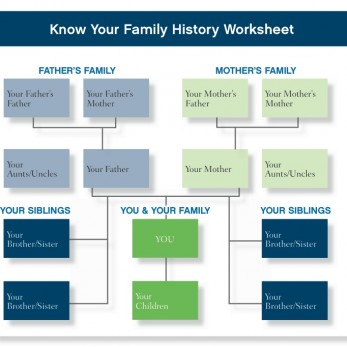 Know Your Family History Worksheet
FATHER'S FAMILY
MOTHER'S FAMILY
Your Father's
Father
Your Father's
Mother
Your Mother's
Father
Your Mother's
Mother
Your
Aunts/Uncles
Your Father
Your Mother
Your
Aunts/Uncles
YOUR SIBLINGS
YOU & YOUR FAMILY
YOUR SIBLINGS
Your
Brother/Sister
YOU
Your
Brother/Sister
Your
Brother/Sister
Your
Children
Your
Brother/Sister